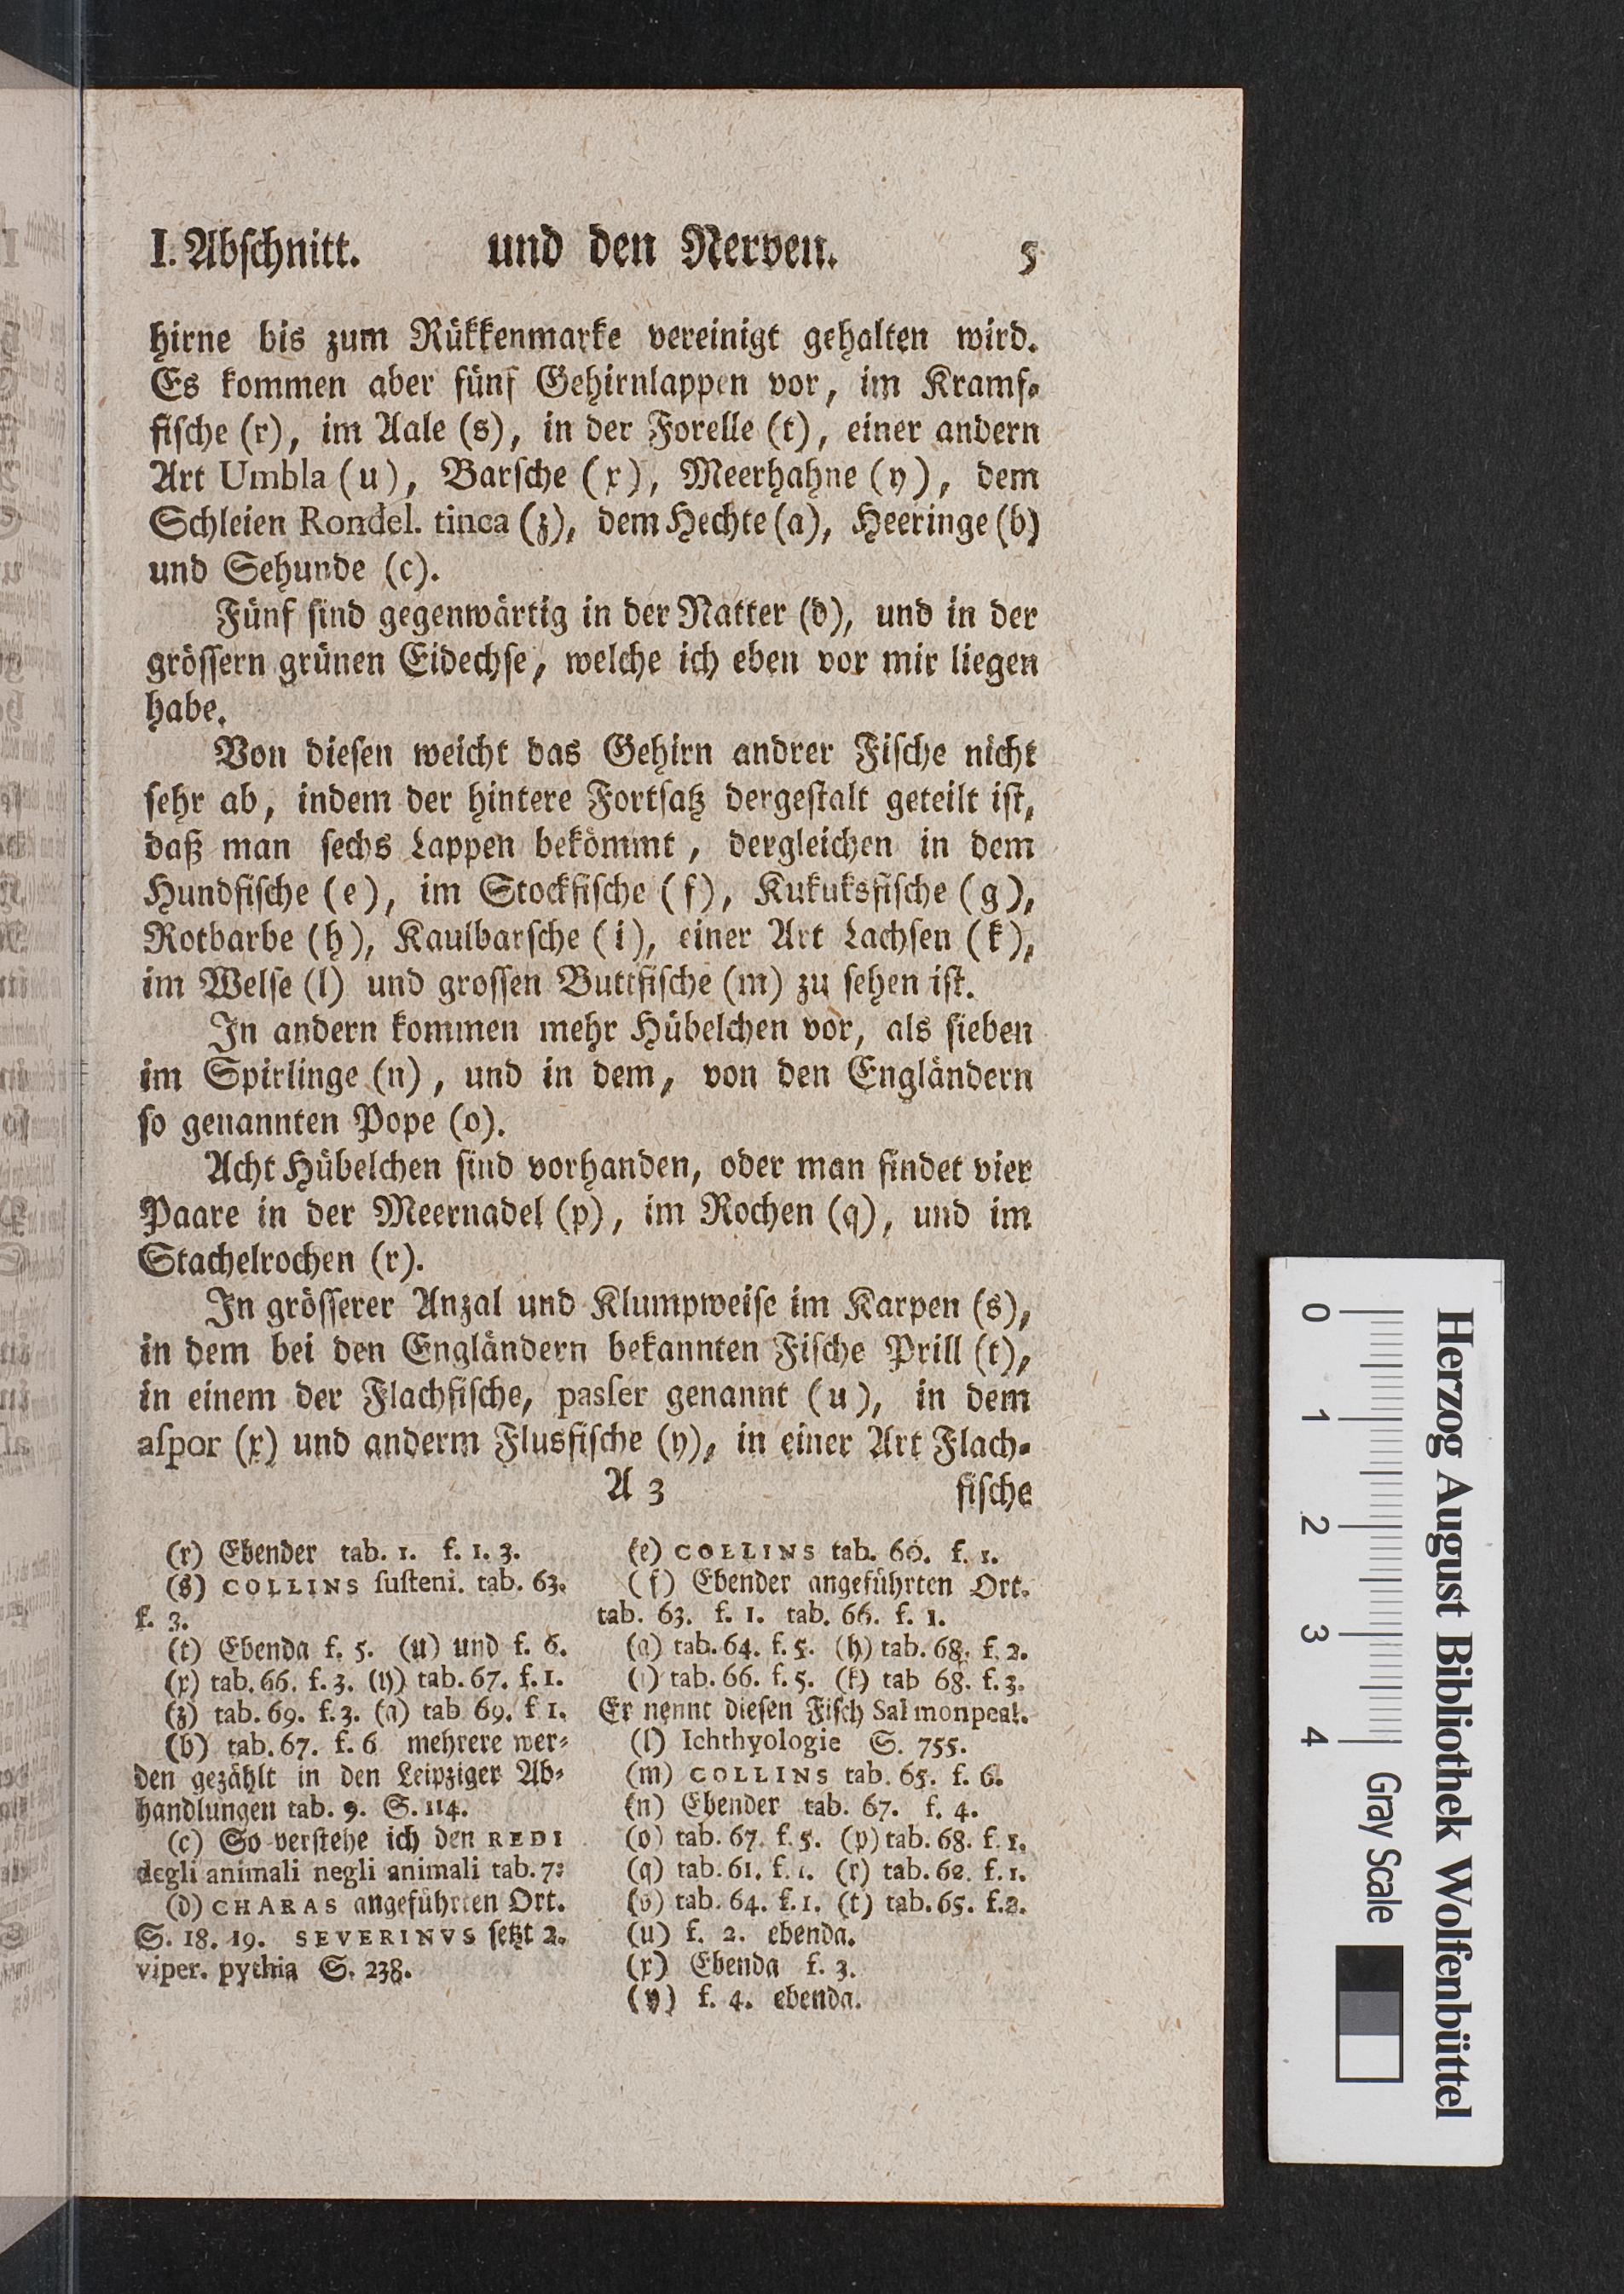 I. Abſchnitt. und den Nerven. 5
hirne bis zum Rükkenmarke vereinigt gehalten wird.
Es kommen aber fünf Gehirnlappen vor, im Kramf-
fiſche (r), im Aale (s), in der Forelle (t), einer andern
Art Umbla (u), Barſche (x), Meerhahne (y), dem
Schleien Rondel. tinca (z), dem Hechte (a), Heeringe (b)
und Sehunde (c).
Fünf ſind gegenwärtig in der Natter (d), und in der
gröſſern grünen Eidechſe, welche ich eben vor mir liegen
habe.
Von dieſen weicht das Gehirn andrer Fiſche nicht
ſehr ab, indem der hintere Fortſatz dergeſtalt geteilt iſt,
daß man ſechs Lappen bekömmt, dergleichen in dem
Hundfiſche (e), im Stockfiſche (f), Kukuksfiſche (g),
Rotbarbe (h), Kaulbarſche (i), einer Art Lachſen (k),
im Welſe (l) und groſſen Buttfiſche (m) zu ſehen iſt.
In andern kommen mehr Hübelchen vor, als ſieben
im Spirlinge (n), und in dem, von den Engländern
ſo genannten Pope (o).
Acht Hübelchen ſind vorhanden, oder man findet vier
Paare in der Meernadel (p), im Rochen (q), und im
Stachelrochen (r).
In gröſſerer Anzal und Klumpweiſe im Karpen (s),
in dem bei den Engländern bekannten Fiſche Prill (t),
in einem der Flachfiſche, paſſer genannt (u), in dem
aſpor (x) und anderm Flusfiſche (y), in einer Art Flach-
A 3 fiſche
(r) Ebender tab. 1. f. 1. 3.
(s) COLLINS ſuſteni. tab. 63.
f. 3.
(t) Ebenda f. 5. (u) und f. 6.
(x) tab. 66. f. 3. (y) tab. 67. f. 1.
(z) tab. 69. f. 3. (a) tab 69. f 1.
(b) tab. 67. f. 6 mehrere wer-
den gezählt in den Leipziger Ab-
handlungen tab. 9. S. 114.
(c) So verſtehe ich den REDI
degli animali negli animali tab. 7.
(d) CHARAS angeführten Ort.
S. 18. 19. SEVERINVS ſetzt 2.
viper. pythia S. 238.
(e) COLLINS tab. 60. f. 1.
(f) Ebender angeführten Ort.
tab. 63. f. 1. tab. 66. f. 1.
(g) tab. 64. f. 5. (h) tab. 68. f. 2.
(i) tab. 66. f. 5. (k) tab 68. f. 3.
Er nennt dieſen Fiſch Salmonpeal.
(l) Ichthyologie S. 755.
(m) COLLINS tab. 65. f. 6.
(n) Ebender tab. 67. f. 4.
(o) tab. 67. f. 5. (p) tab. 68. f. 1.
(q) tab. 61. f. 1. (r) tab. 62. f. 1.
(s) tab. 64. f. 1. (t) tab. 65. f. 2.
(u) f. 2. ebenda.
(x) Ebenda f. 3.
(y) f. 4. ebenda.
Herzog August Bibliothek Wolfenbüttel
0 1 2 3 4 Gray Scale